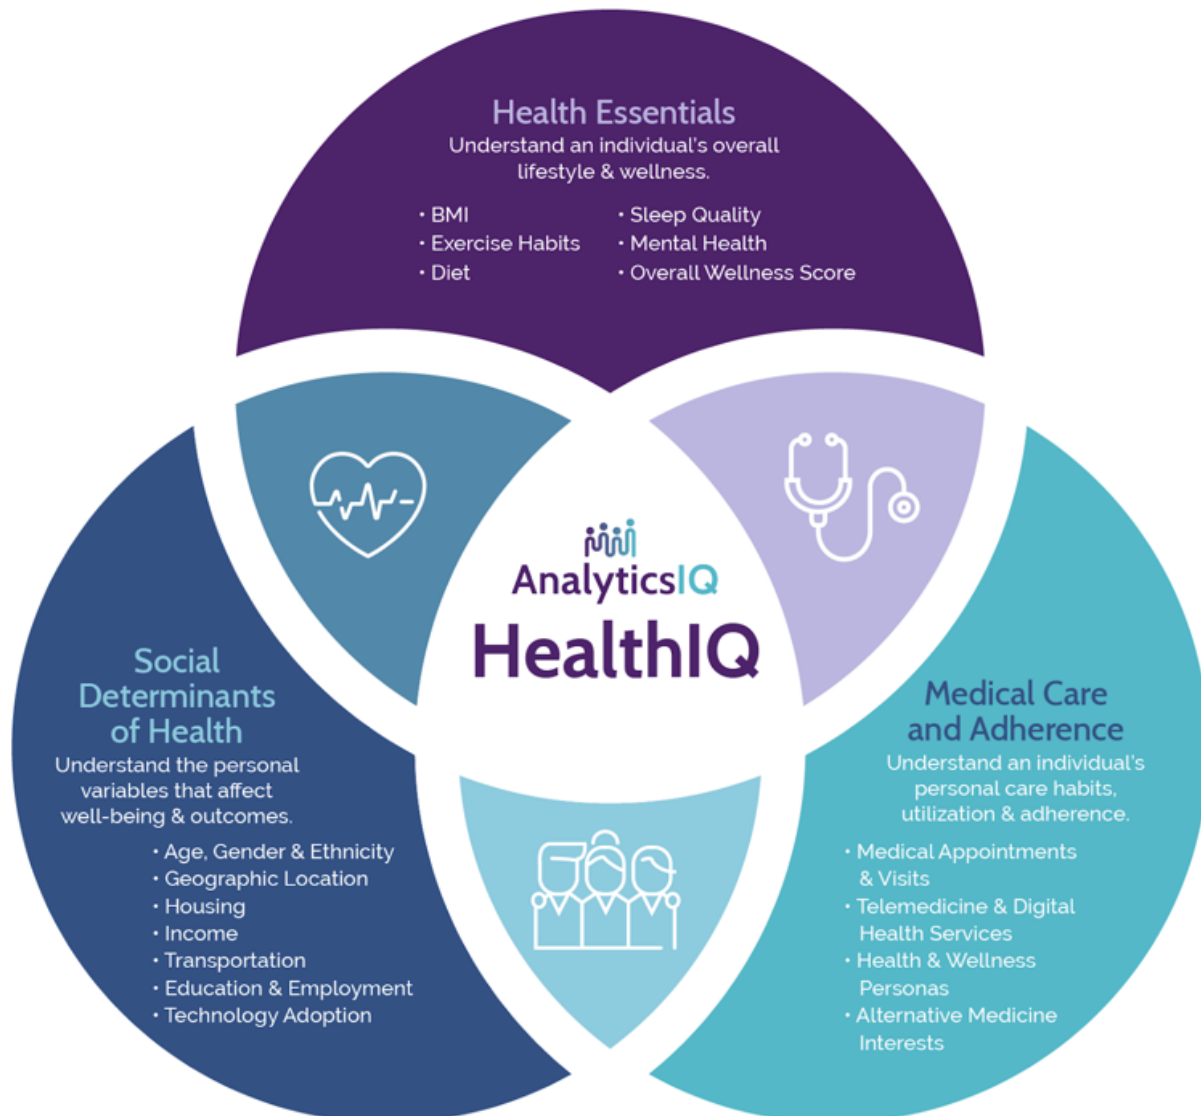 Health Essentials
Understand an individual's overall
lifestyle & wellness.
• BMI
• Exercise Habits
• Diet
• Sleep Quality
• Mental Health
• Overall Wellness Score
AnalyticsIQ
HealthIQ
Social
Determinants
of Health
Understand the personal
variables that affect
well-being & outcomes.
• Age, Gender & Ethnicity
• Geographic Location
• Housing
• Income
• Transportation
• Education & Employment
• Technology Adoption
Medical Care
and Adherence
Understand an individual's
personal care habits,
utilization & adherence.
• Medical Appointments
& Visits
• Telemedicine & Digital
Health Services
• Health & Wellness
Personas
• Alternative Medicine
Interests